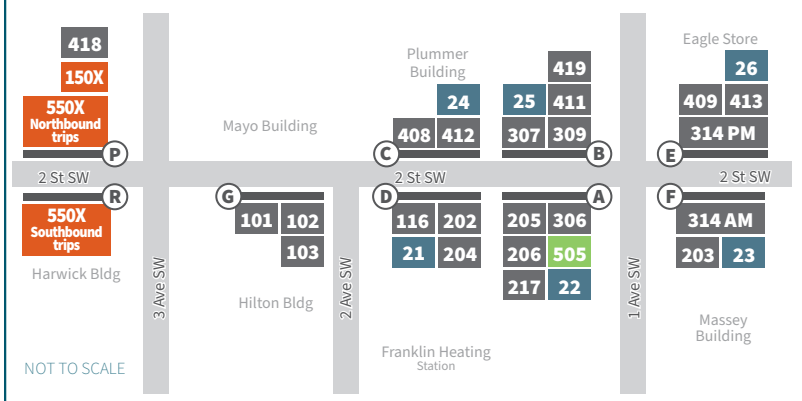 418
150X
550X
Northbound
trips
P
Mayo Building
Plummer
Building
24
408 412
C
419
25 411
307 309
B
Eagle Store
26
409 413
314 PM
E
2 St SW
2 St SW
2 St SW
R
550X
Southbound
trips
Harwick Bldg
3 Ave SW
G
101 102
103
Hilton Bldg
2 Ave SW
D
116 202
21 204
Franklin Heating
Station
A
205 306
206 505
217 22
1 Ave SW
F
314 AM
203 23
Massey
Building
NOT TO SCALE